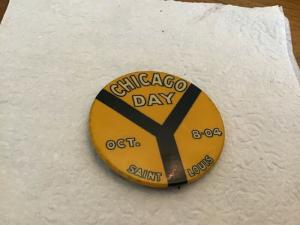 CHICAGO
DAY
OCT. 8-04
SAINT LOUIS